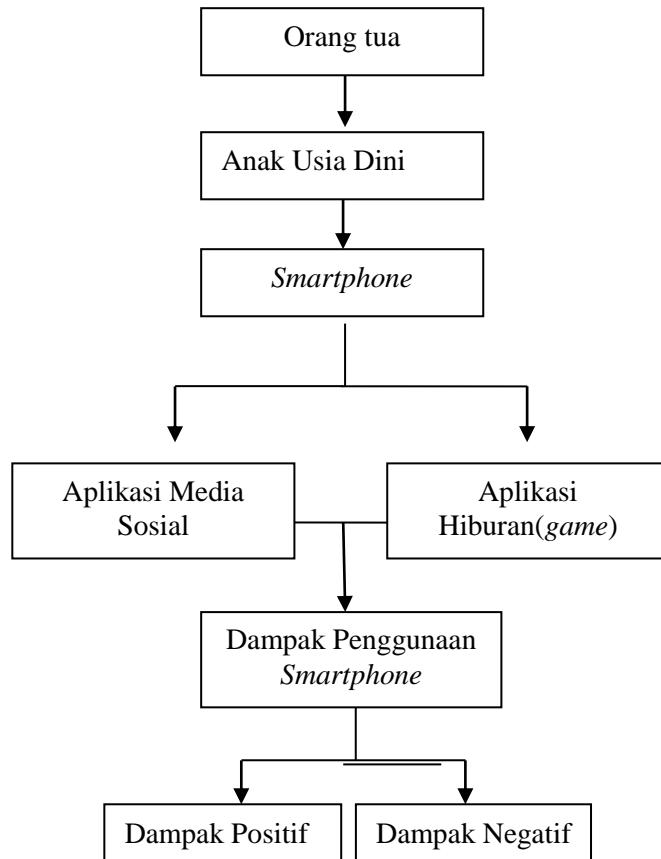 Orang tua
Anak Usia Dini
Smartphone
Aplikasi Media
Sosial
Aplikasi
Hiburan(game)
Dampak Penggunaan
Smartphone
Dampak Positif
Dampak Negatif